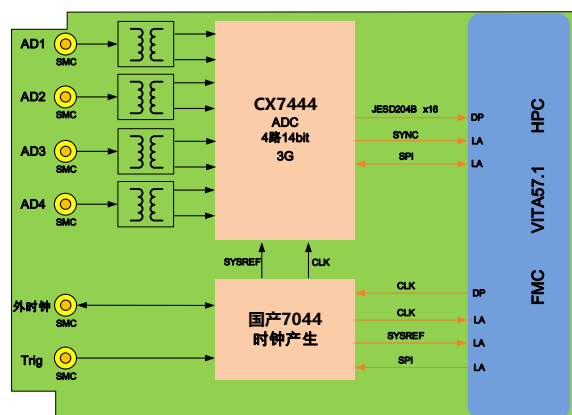 AD1
SMC
AD2
SMC
AD3
SMC
AD4
SMC
CX7444
ADC
4路14bit
3G
JESD204B x16
DP
SYNC
LA
SPI
LA
SYSREF
CLK
外时钟
SMC
Trig
SMC
国产7044
时钟产生
CLK
DP
CLK
LA
SYSREF
LA
SPI
LA
FMC VITA57.1 HPC